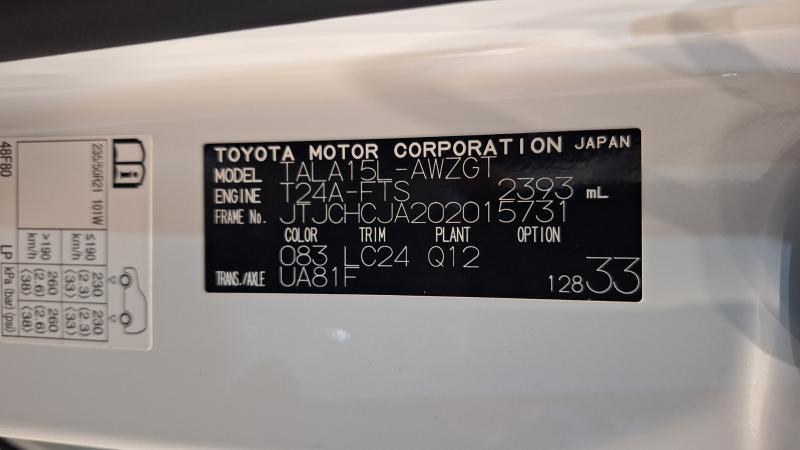 TOYOTA MOTOR CORPORATION JAPAN
MODEL TALA15L-AWZGT
ENGINE T24A-FTS 2393 mL
FRAME No. JTJCHCJA202015731
COLOR TRIM PLANT OPTION
083 LC24 Q12
TRANS./AXLE UA81F 12833
48F80
235/50R21 101W
≤190 km/h 230 (2.3) (33) 230 (2.3) (33)
>190 km/h 260 (2.6) (38) 260 (2.6) (38)
LP kPa (bar) (psi)